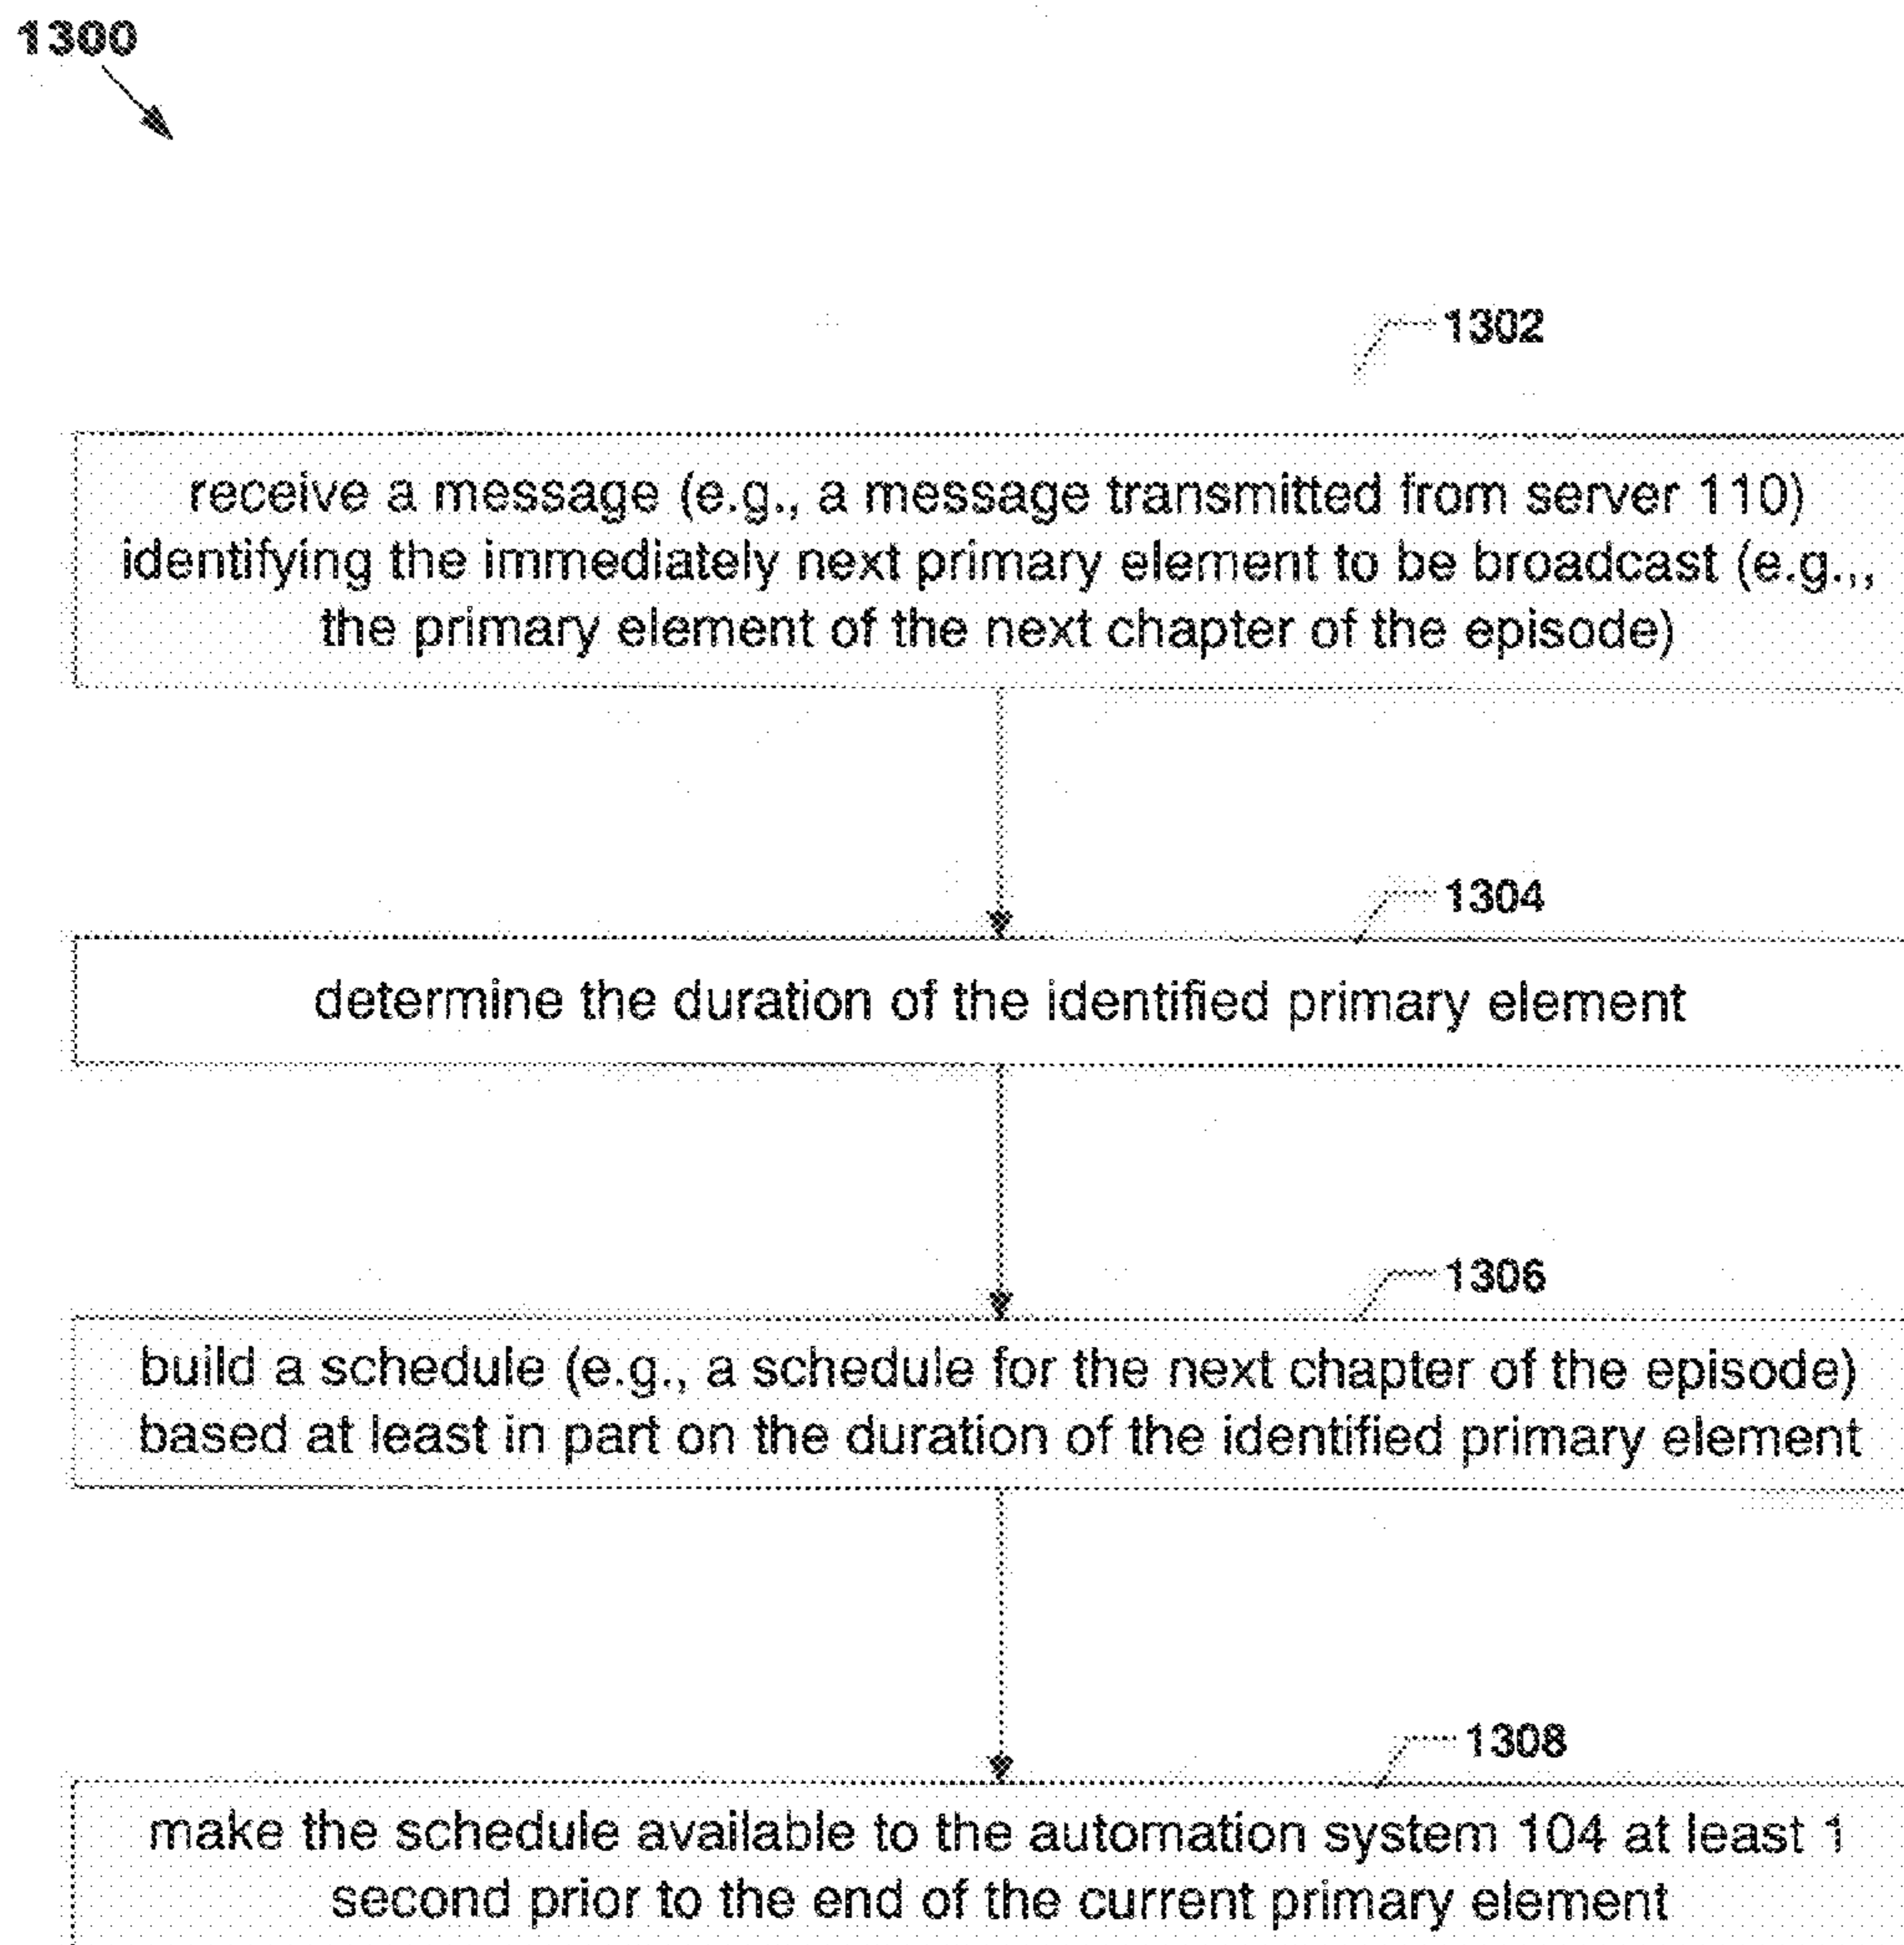 1300
1302
receive a message (e.g., a message transmitted from server 110)
identifying the immediately next primary element to be broadcast (e.g.,,
the primary element of the next chapter of the episode)
1304
determine the duration of the identified primary element
1306
build a schedule (e.g., a schedule for the next chapter of the episode)
based at least in part on the duration of the identified primary element
1308
make the schedule available to the automation system 104 at least 1
second prior to the end of the current primary element